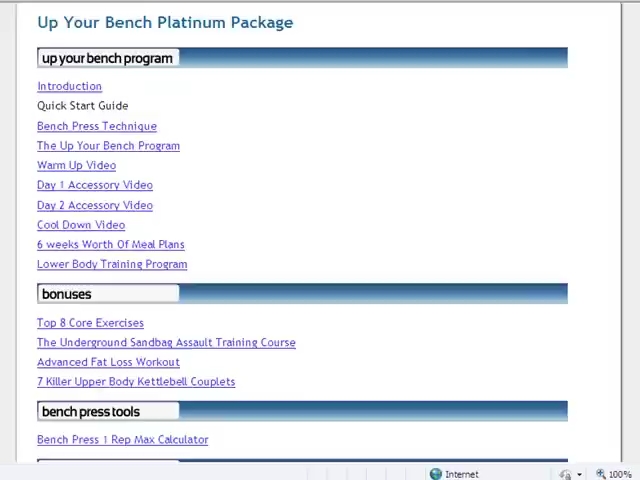 Up Your Bench Platinum Package
up your bench program
Introduction
Quick Start Guide
Bench Press Technique
The Up Your Bench Program
Warm Up Video
Day 1 Accessory Video
Day 2 Accessory Video
Cool Down Video
6 weeks Worth Of Meal Plans
Lower Body Training Program
bonuses
Top 8 Core Exercises
The Underground Sandbag Assault Training Course
Advanced Fat Loss Workout
7 Killer Upper Body Kettlebell Couplets
bench press tools
Bench Press 1 Rep Max Calculator
Internet
100%